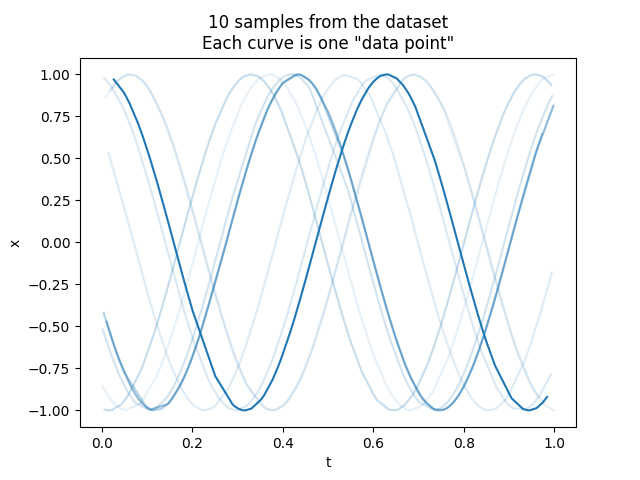 10 samples from the dataset
Each curve is one "data point"
1.00
0.75
0.50
0.25
0.00
−0.25
−0.50
−0.75
−1.00
x
0.0 0.2 0.4 0.6 0.8 1.0
t